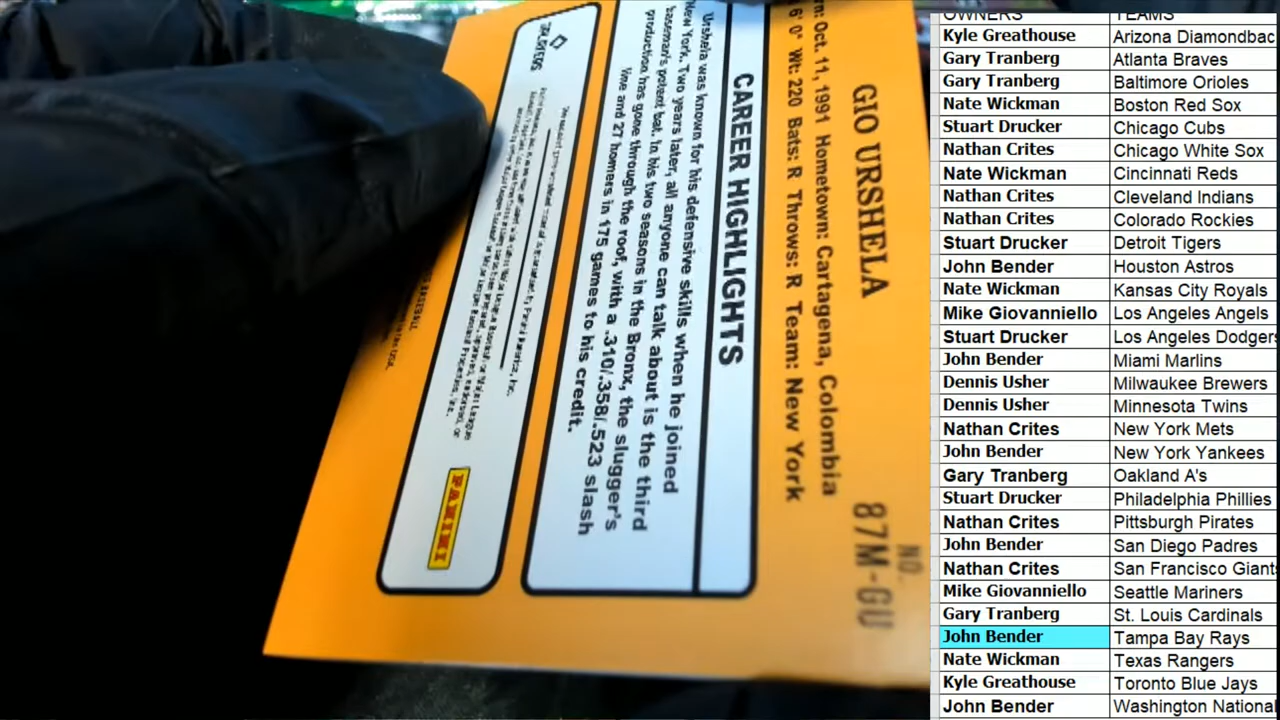 GIO URSHELA
NO.
87M-GU
Oct. 11, 1991 Hometown: Cartagena, Colombia
6' 0" Wt: 220 Bats: R Throws: R Team: New York
CAREER HIGHLIGHTS
Urshela was known for his defensive skills when he joined
New York. Two years later, all anyone can talk about is the third
baseman's potent bat. In his two seasons in the Bronx, the slugger's
production has gone through the roof, with a .310/.358/.523 slash
line and 27 homers in 175 games to his credit.
PANINI
OWNERS TEAMS
Kyle Greathouse Arizona Diamondbac
Gary Tranberg Atlanta Braves
Gary Tranberg Baltimore Orioles
Nate Wickman Boston Red Sox
Stuart Drucker Chicago Cubs
Nathan Crites Chicago White Sox
Nate Wickman Cincinnati Reds
Nathan Crites Cleveland Indians
Nathan Crites Colorado Rockies
Stuart Drucker Detroit Tigers
John Bender Houston Astros
Nate Wickman Kansas City Royals
Mike Giovanniello Los Angeles Angels
Stuart Drucker Los Angeles Dodgers
John Bender Miami Marlins
Dennis Usher Milwaukee Brewers
Dennis Usher Minnesota Twins
Nathan Crites New York Mets
John Bender New York Yankees
Gary Tranberg Oakland A's
Stuart Drucker Philadelphia Phillies
Nathan Crites Pittsburgh Pirates
John Bender San Diego Padres
Nathan Crites San Francisco Giants
Mike Giovanniello Seattle Mariners
Gary Tranberg St. Louis Cardinals
John Bender Tampa Bay Rays
Nate Wickman Texas Rangers
Kyle Greathouse Toronto Blue Jays
John Bender Washington National